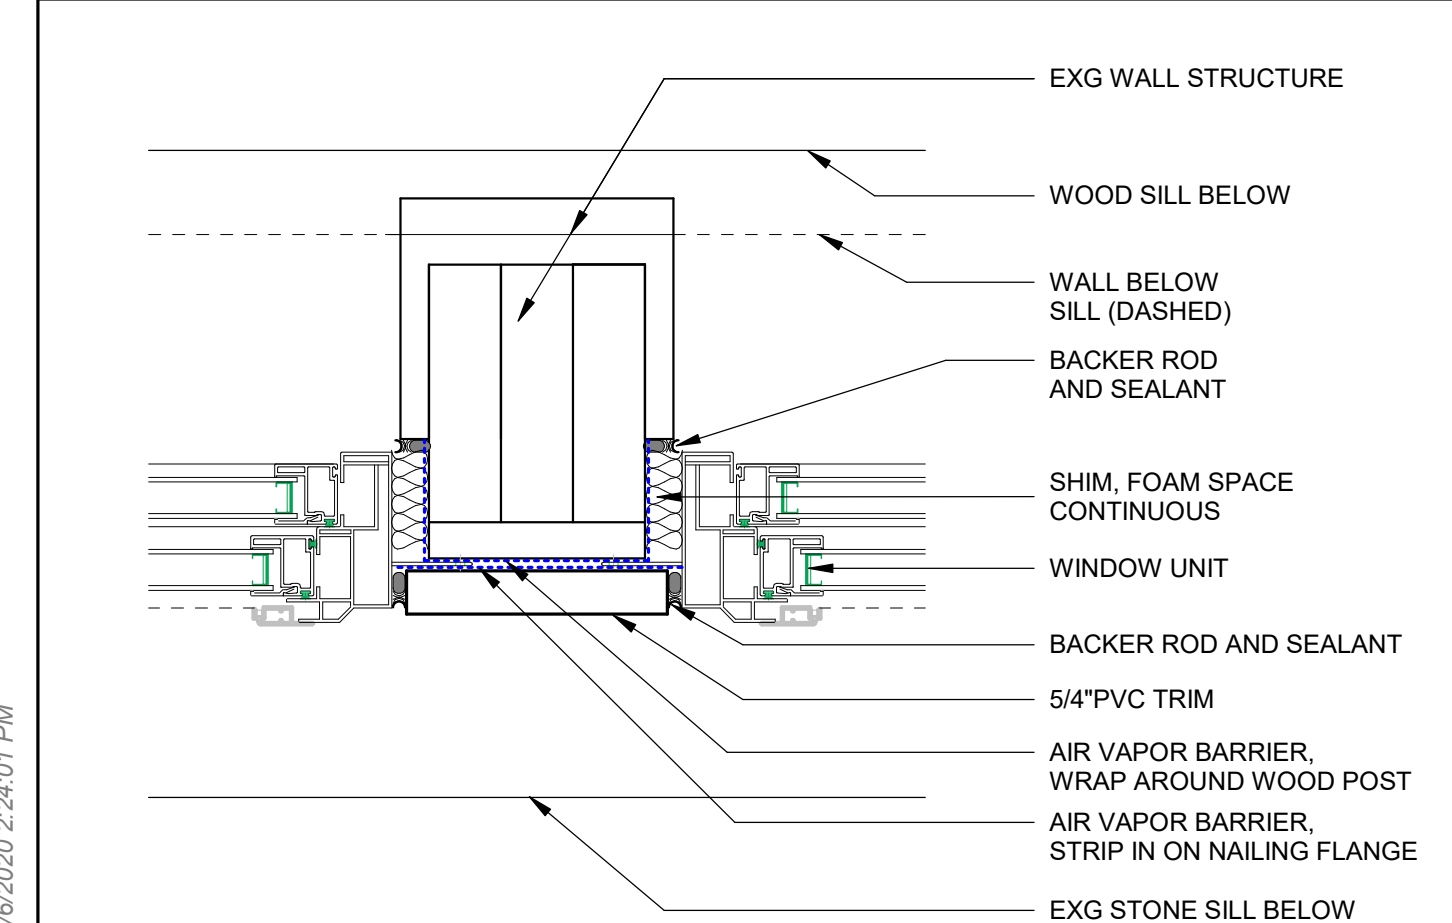 EXG WALL STRUCTURE
WOOD SILL BELOW
WALL BELOW
SILL (DASHED)
BACKER ROD
AND SEALANT
SHIM, FOAM SPACE
CONTINUOUS
WINDOW UNIT
BACKER ROD AND SEALANT
5/4"PVC TRIM
AIR VAPOR BARRIER,
WRAP AROUND WOOD POST
AIR VAPOR BARRIER,
STRIP IN ON NAILING FLANGE
EXG STONE SILL BELOW
/6/2020 2:24:01 PM